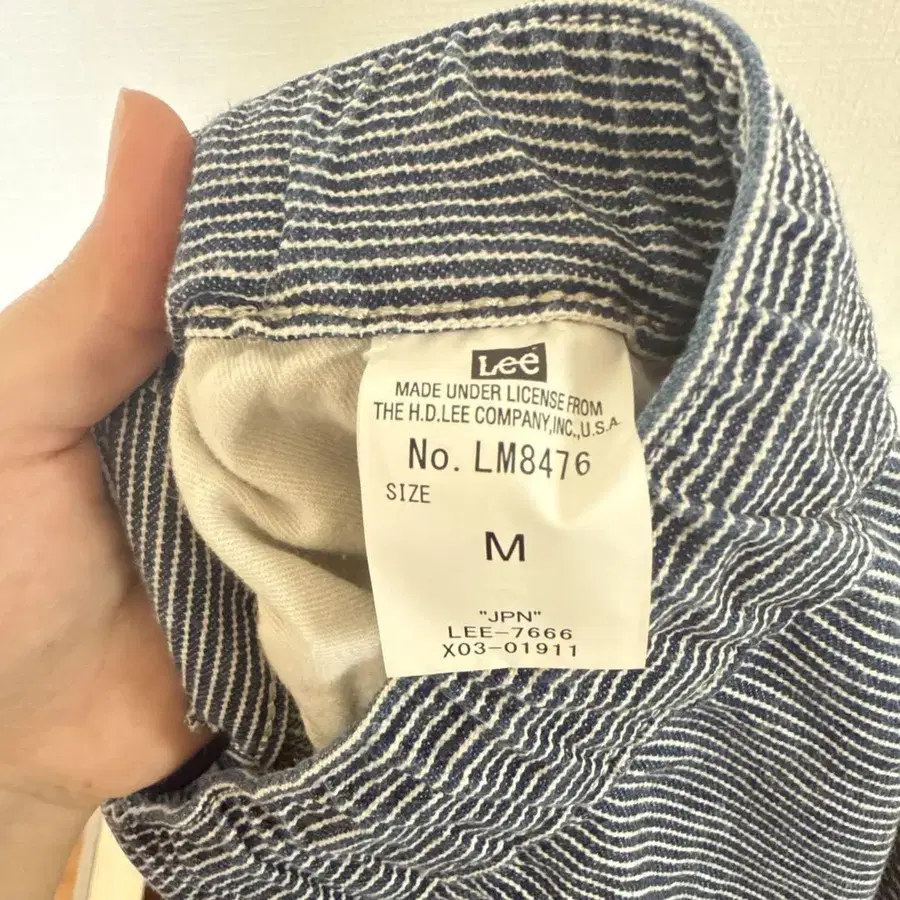 Lee
MADE UNDER LICENSE FROM
THE H.D.LEE COMPANY,INC.,U.S.A.
No. LM8476
SIZE
M
"JPN"
LEE-7666
X03-01911